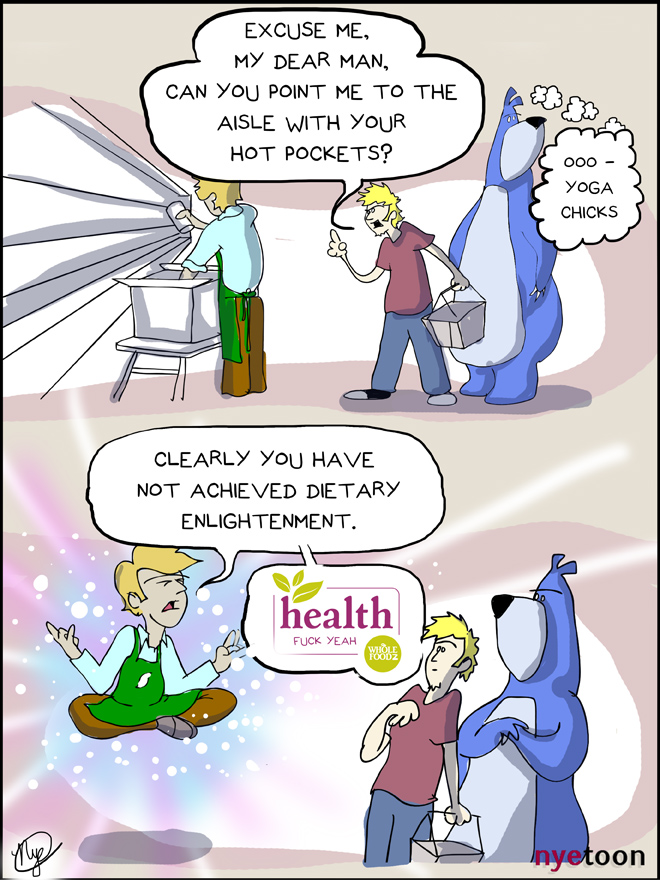 EXCUSE ME,
MY DEAR MAN,
CAN YOU POINT ME TO THE
AISLE WITH YOUR
HOT POCKETS?
OOO -
YOGA
CHICKS
CLEARLY YOU HAVE
NOT ACHIEVED DIETARY
ENLIGHTENMENT.
health
FUCK YEAH
WHOLE
FOODZ
Nye
nyetoon